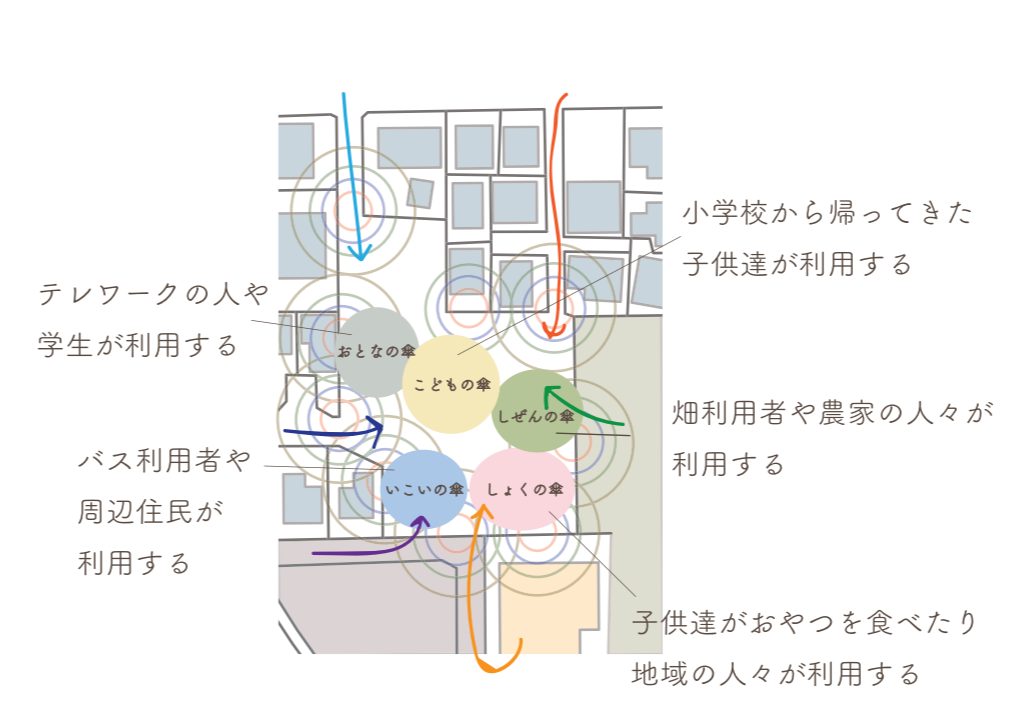 小学校から帰ってきた
子供達が利用する
テレワークの人や
学生が利用する
おとなの傘
こどもの傘
しぜんの傘
畑利用者や農家の人々が
利用する
バス利用者や
周辺住民が
利用する
いこいの傘
しょくの傘
子供達がおやつを食べたり
地域の人々が利用する